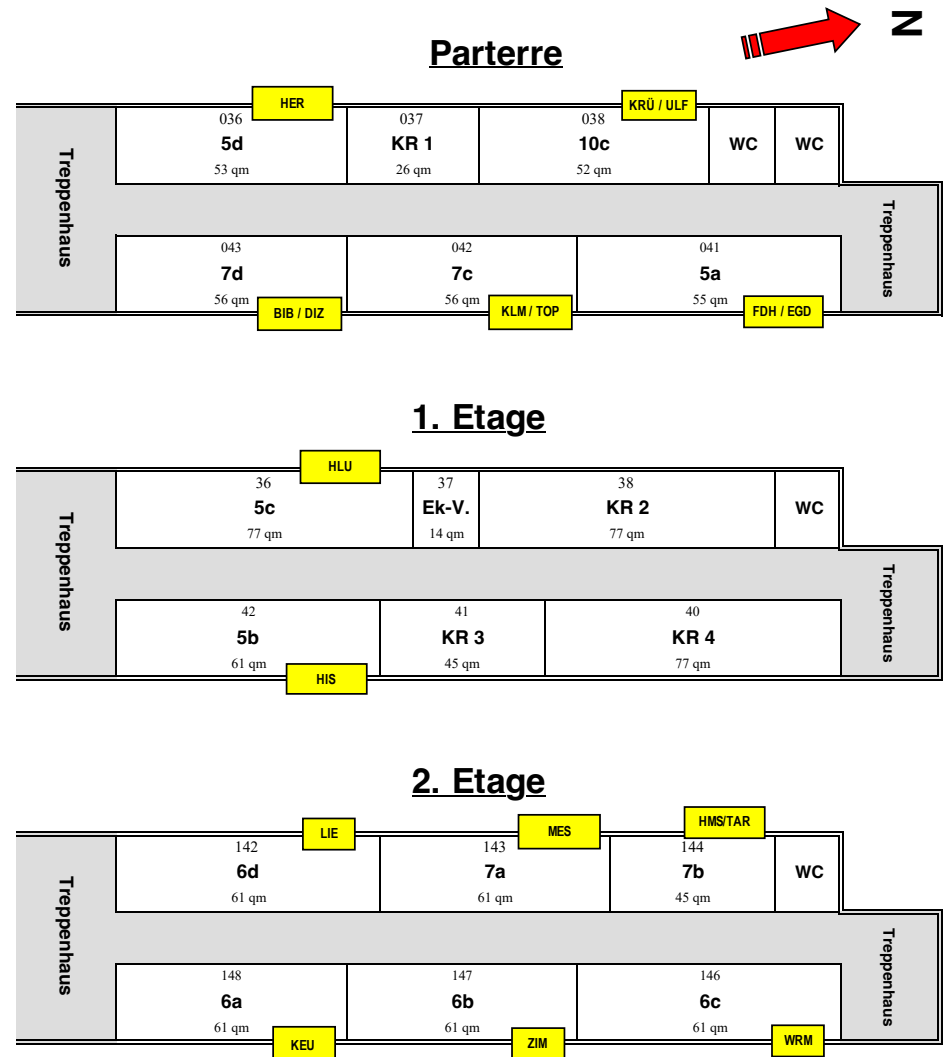 N
Parterre
HER
KRÜ / ULF
036
037
038
5d
KR 1
10c
WC
WC
53 qm
26 qm
52 qm
Treppenhaus
Treppenhaus
043
042
041
7d
7c
5a
56 qm
56 qm
55 qm
BIB / DIZ
KLM / TOP
FDH / EGD
1. Etage
HLU
36
37
38
5c
Ek-V.
KR 2
WC
77 qm
14 qm
77 qm
Treppenhaus
Treppenhaus
42
41
40
5b
KR 3
KR 4
61 qm
45 qm
77 qm
HIS
2. Etage
LIE
MES
HMS/TAR
142
143
144
6d
7a
7b
WC
61 qm
61 qm
45 qm
Treppenhaus
Treppenhaus
148
147
146
6a
6b
6c
61 qm
61 qm
61 qm
KEU
ZIM
WRM